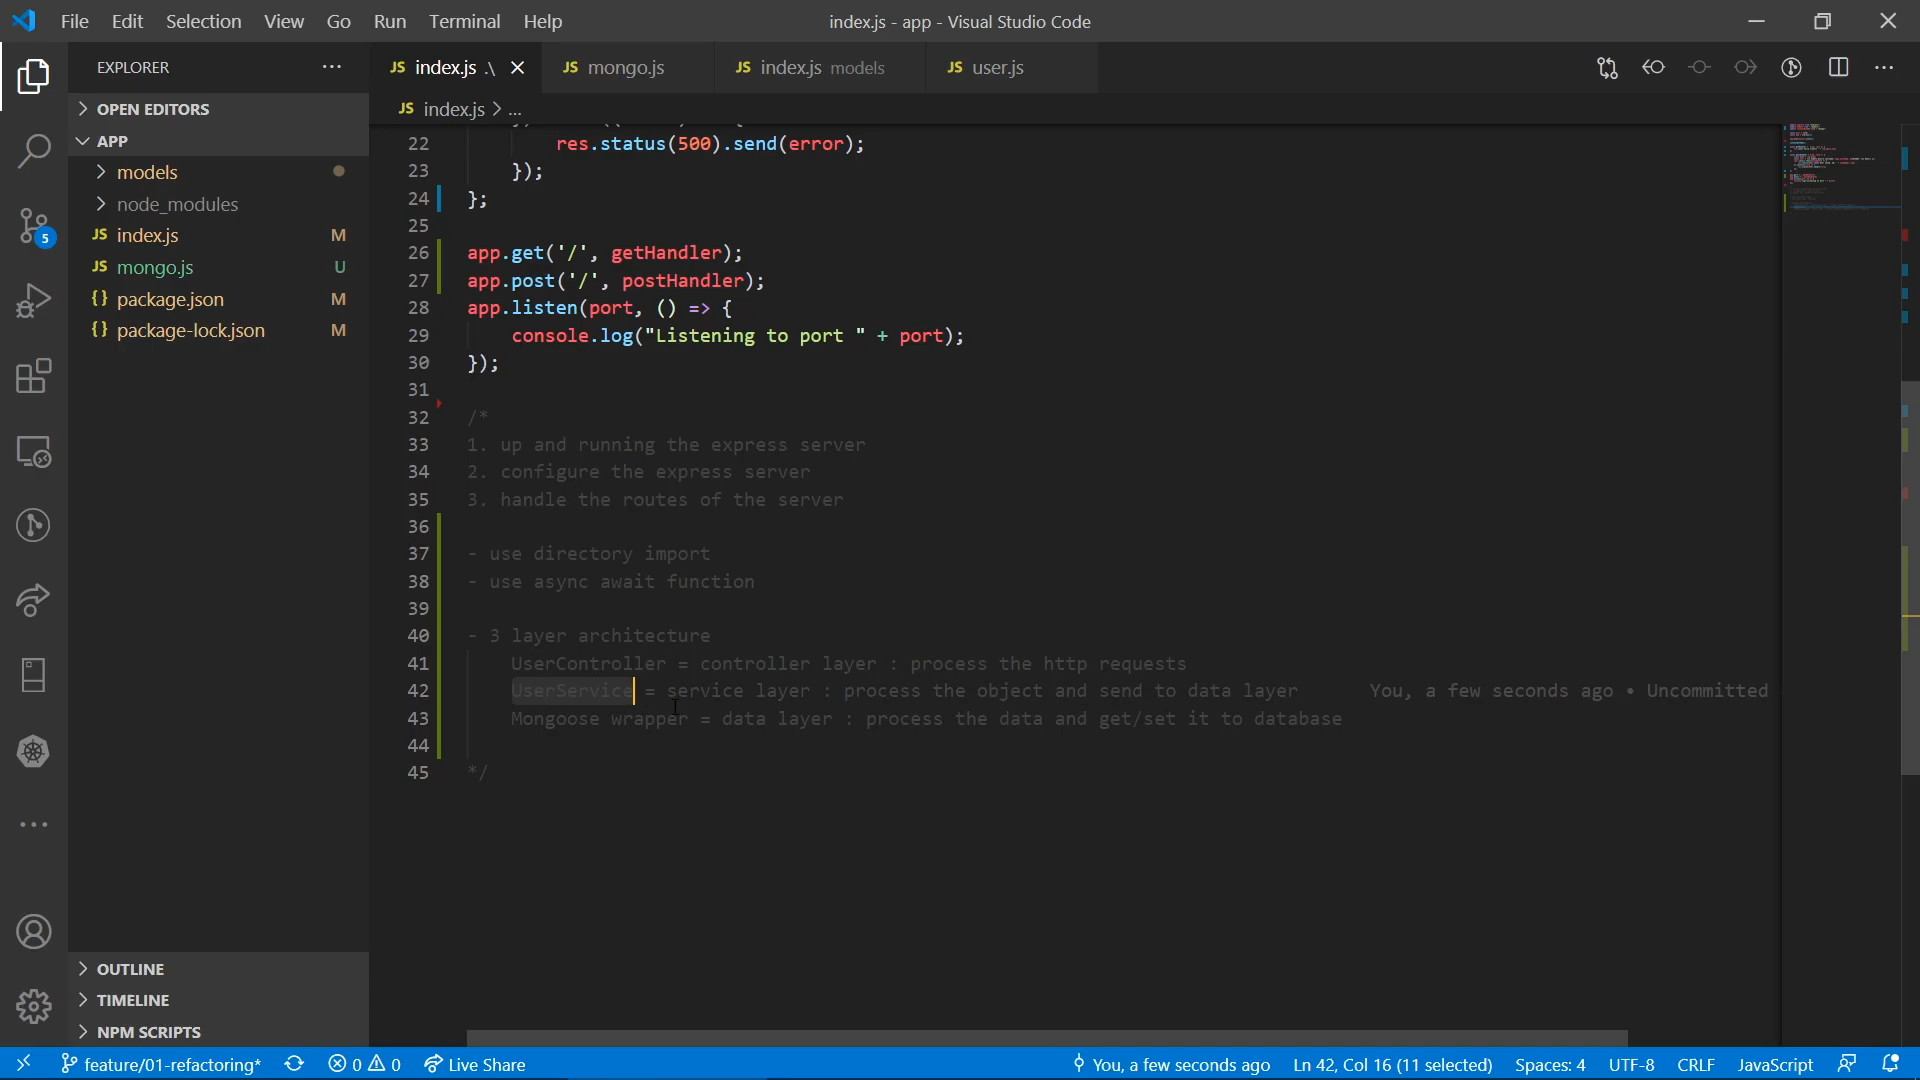 File Edit Selection View Go Run Terminal Help
index.js - app - Visual Studio Code
EXPLORER
JS index.js .\
JS mongo.js
JS index.js models
JS user.js
OPEN EDITORS
JS index.js > ...
APP
models
node_modules
JS index.js M
JS mongo.js U
{} package.json M
{} package-lock.json M
5
22 res.status(500).send(error);
23 });
24 };
25
26 app.get('/', getHandler);
27 app.post('/', postHandler);
28 app.listen(port, () => {
29 console.log("Listening to port " + port);
30 });
31
32 /*
33 1. up and running the express server
34 2. configure the express server
35 3. handle the routes of the server
36
37 - use directory import
38 - use async await function
39
40 - 3 layer architecture
41 UserController = controller layer : process the http requests
42 UserService = service layer : process the object and send to data layer You, a few seconds ago • Uncommitted
43 Mongoose wrapper = data layer : process the data and get/set it to database
44
45 */
OUTLINE
TIMELINE
NPM SCRIPTS
feature/01-refactoring* 0 0 Live Share You, a few seconds ago Ln 42, Col 16 (11 selected) Spaces: 4 UTF-8 CRLF JavaScript